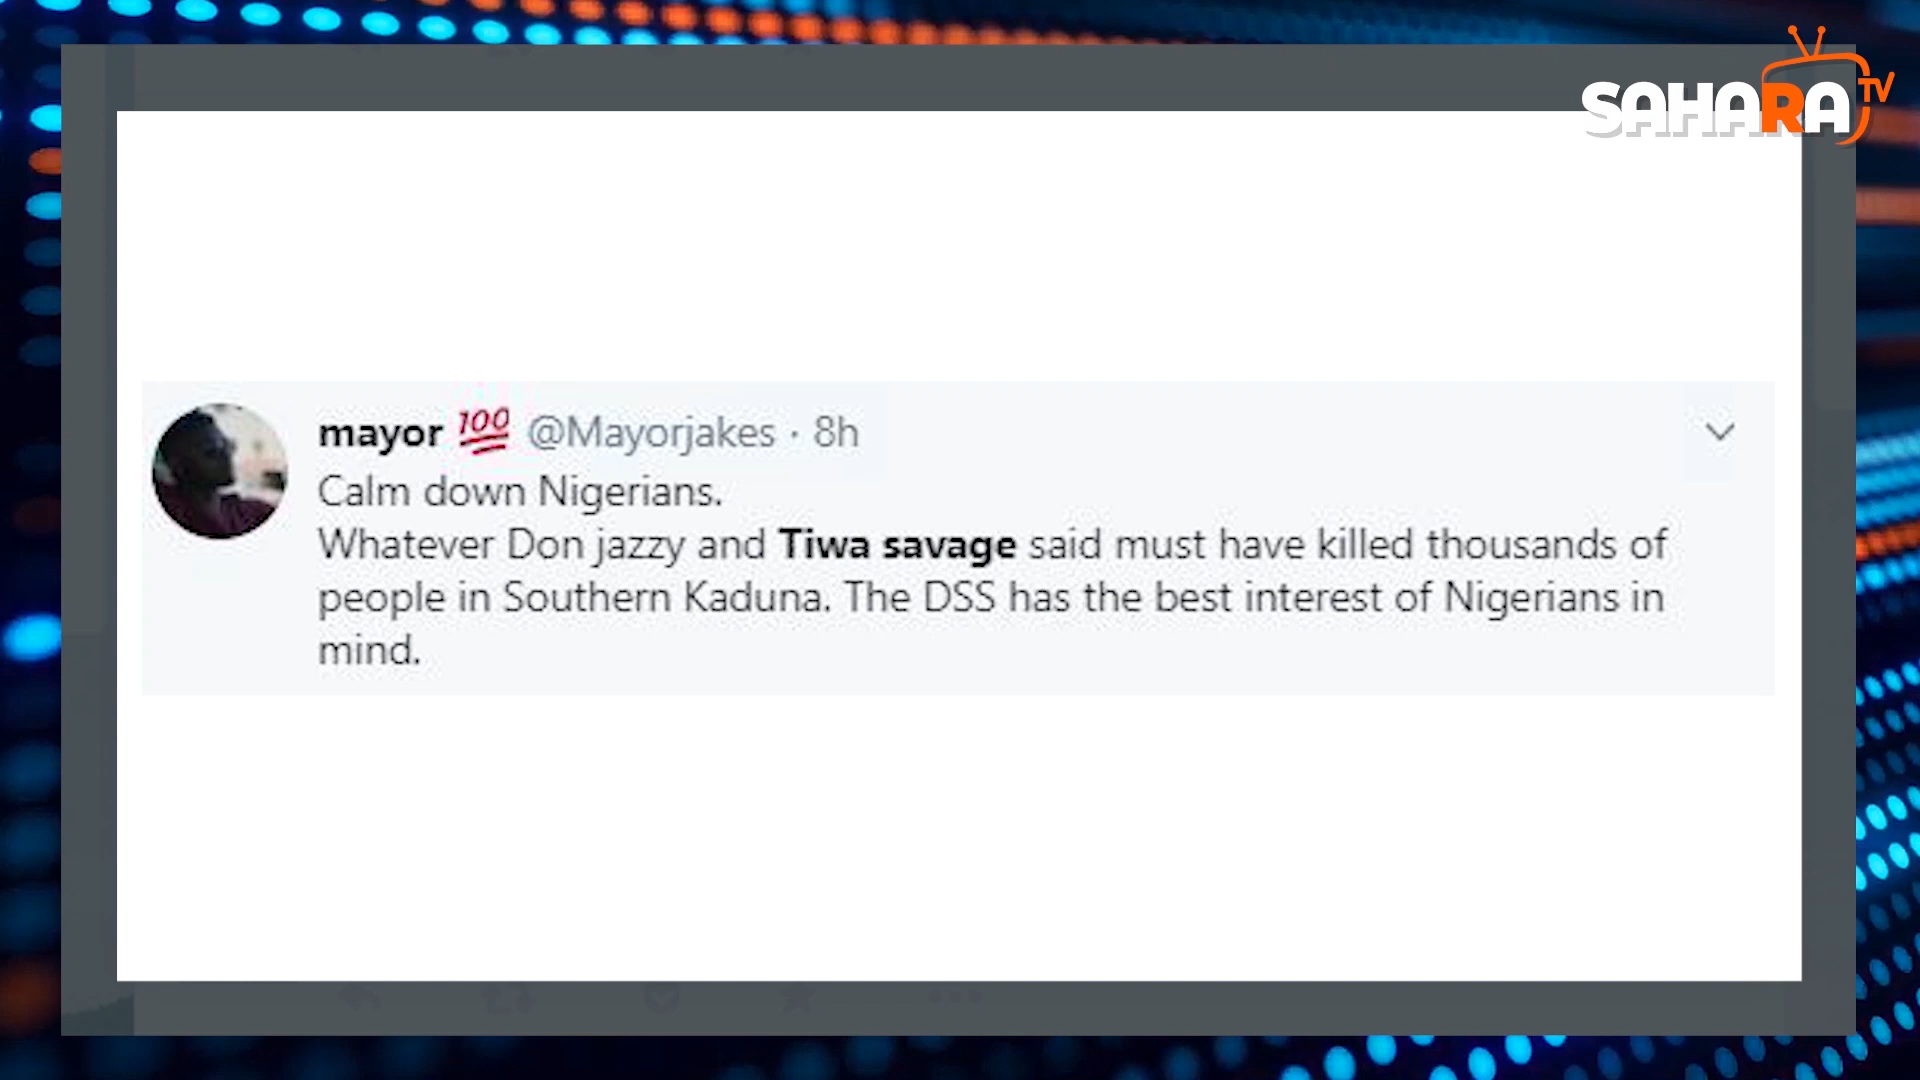 SAHARA TV
mayor 💯 @Mayorjakes · 8h
Calm down Nigerians.
Whatever Don jazzy and Tiwa savage said must have killed thousands of
people in Southern Kaduna. The DSS has the best interest of Nigerians in
mind.